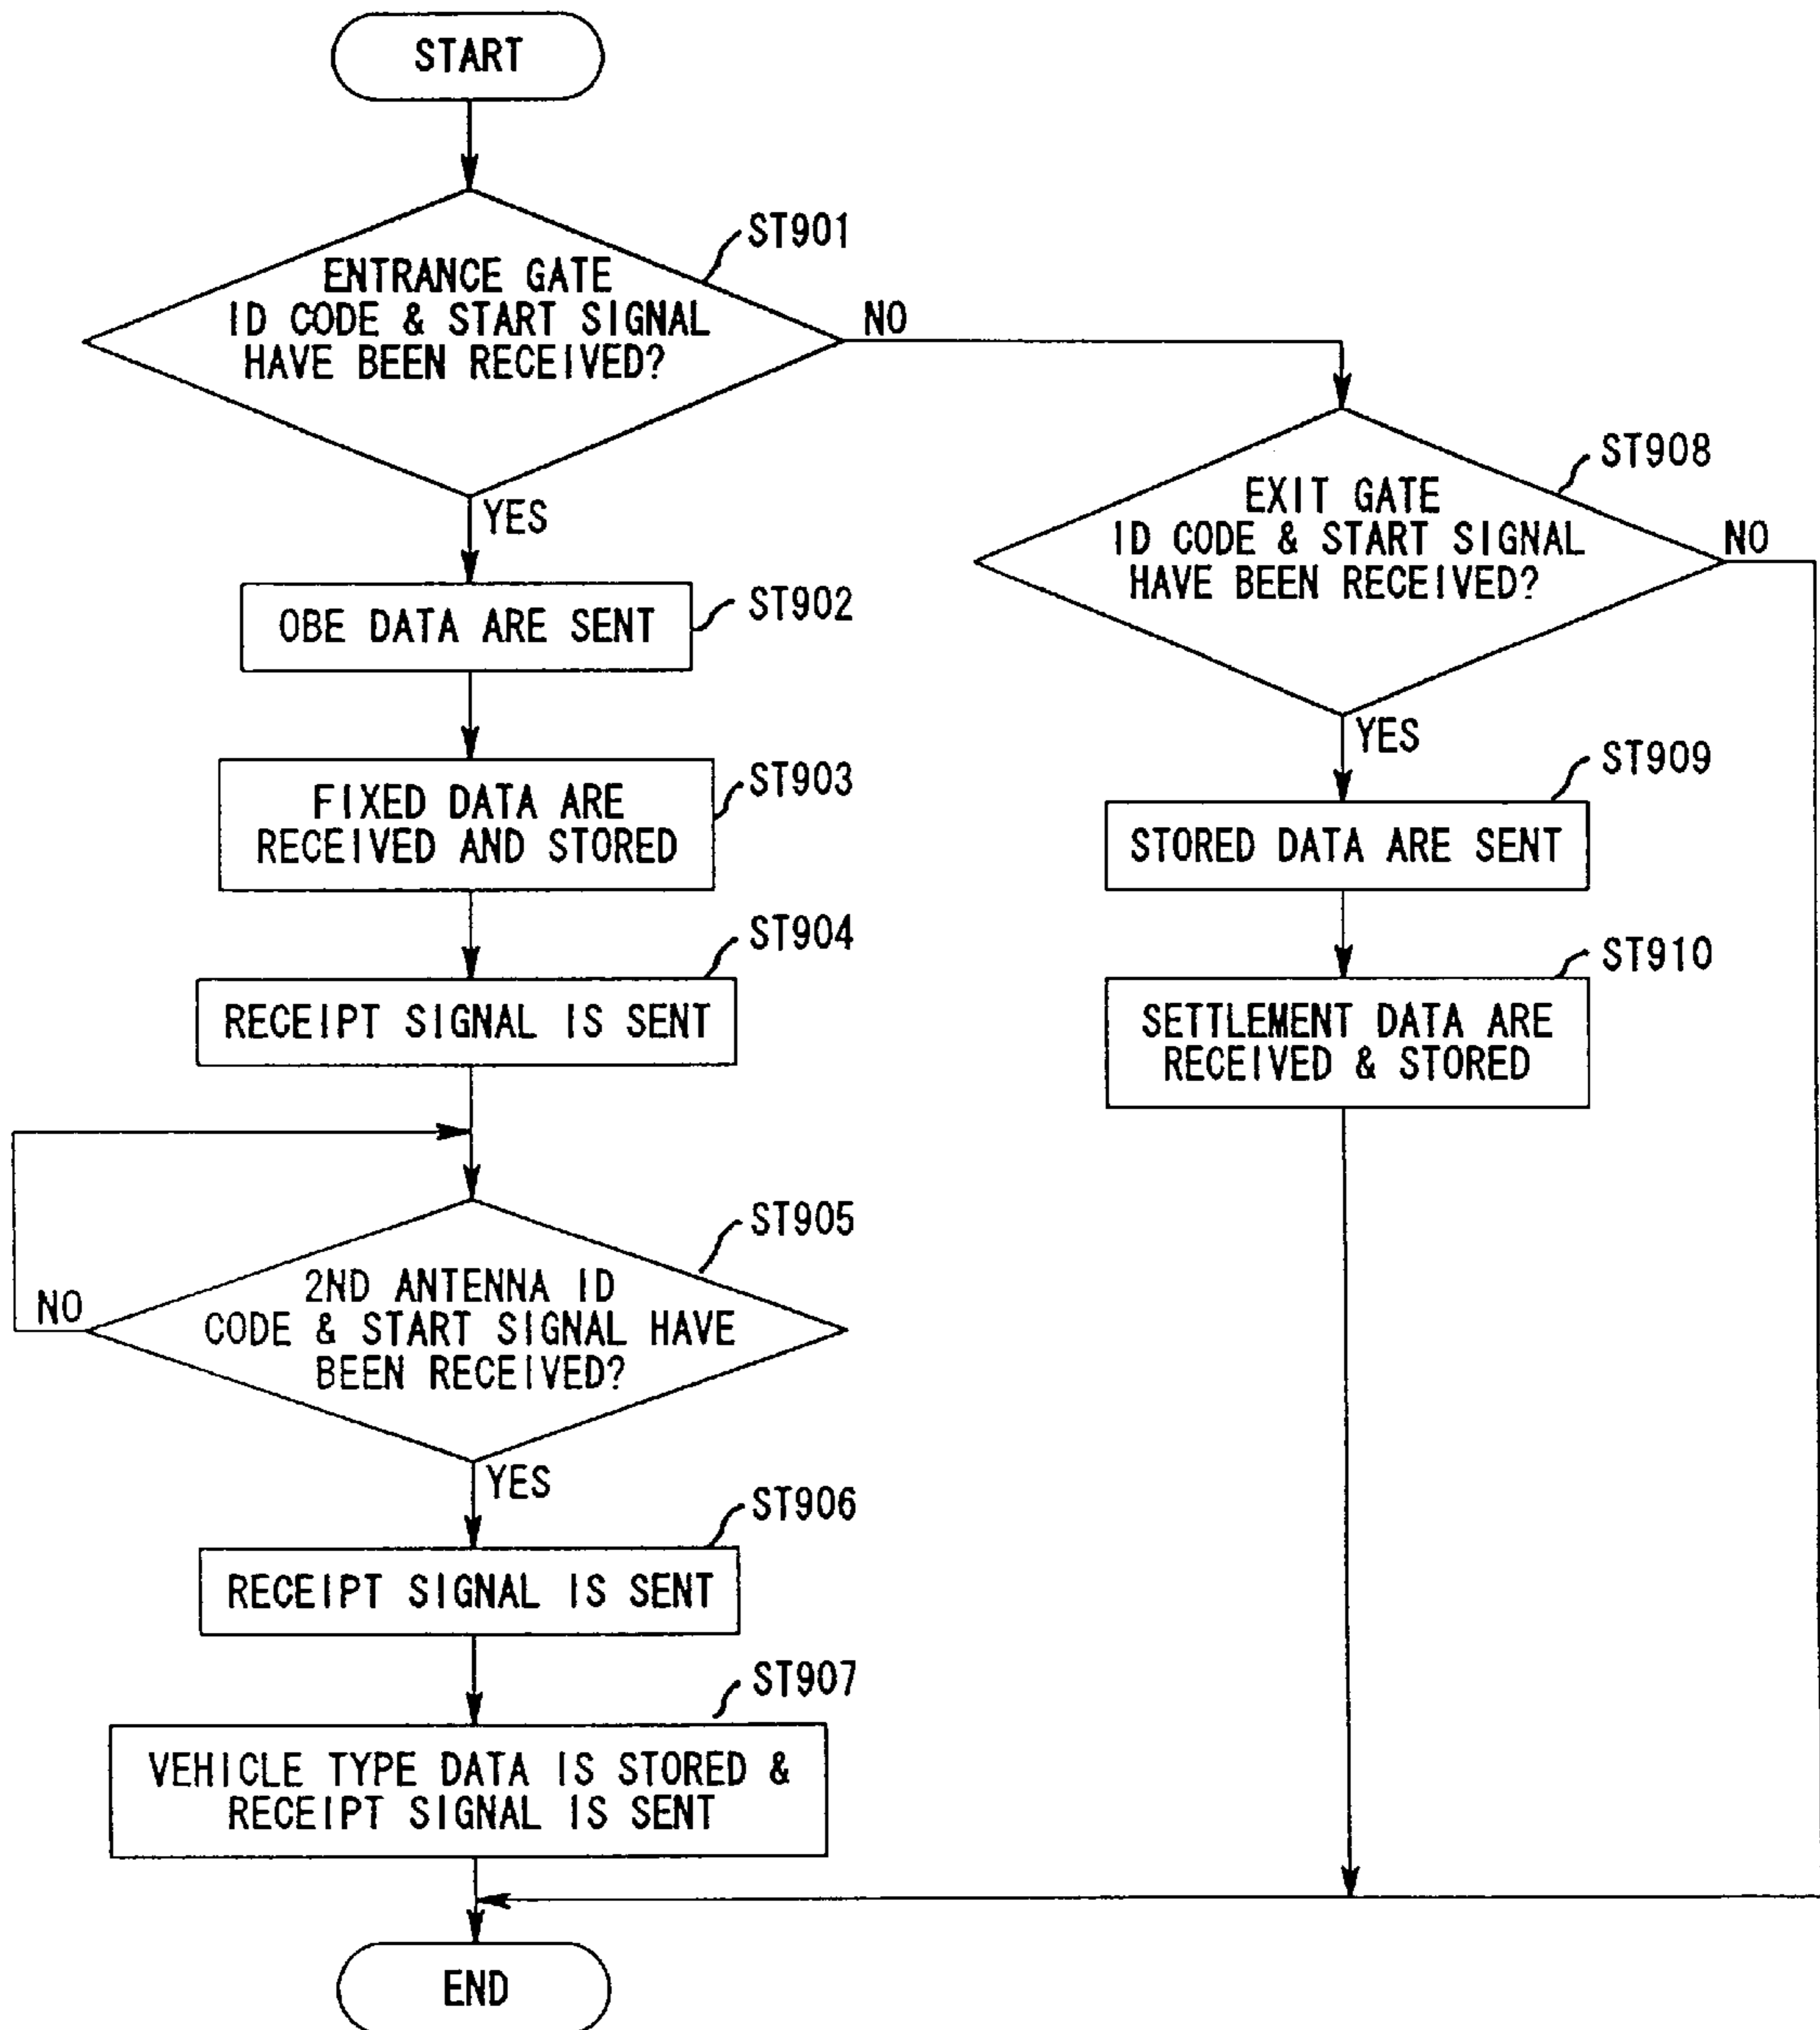 START
ST901
ENTRANCE GATE
ID CODE & START SIGNAL
HAVE BEEN RECEIVED?
NO
YES
ST902
OBE DATA ARE SENT
ST903
FIXED DATA ARE
RECEIVED AND STORED
ST904
RECEIPT SIGNAL IS SENT
ST905
2ND ANTENNA ID
CODE & START SIGNAL HAVE
BEEN RECEIVED?
NO
YES
ST906
RECEIPT SIGNAL IS SENT
ST907
VEHICLE TYPE DATA IS STORED &
RECEIPT SIGNAL IS SENT
ST908
EXIT GATE
ID CODE & START SIGNAL
HAVE BEEN RECEIVED?
NO
YES
ST909
STORED DATA ARE SENT
ST910
SETTLEMENT DATA ARE
RECEIVED & STORED
END